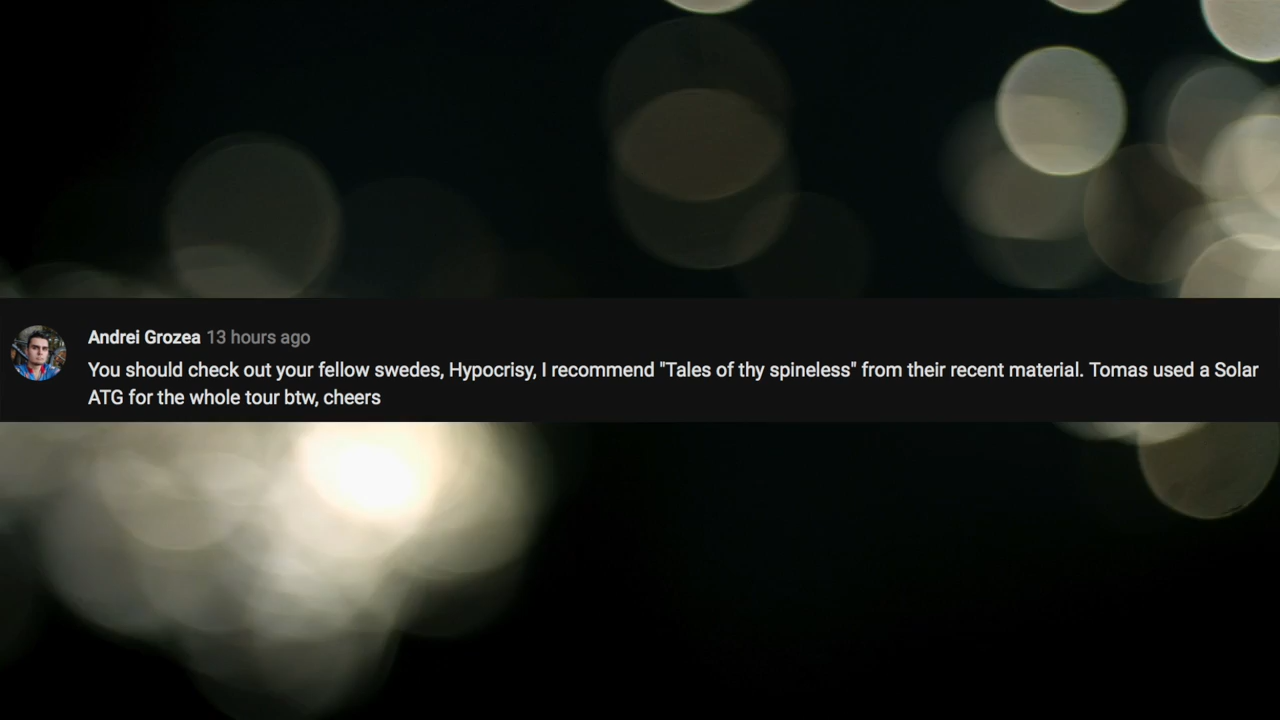 Andrei Grozea 13 hours ago
You should check out your fellow swedes, Hypocrisy, I recommend "Tales of thy spineless" from their recent material. Tomas used a Solar
ATG for the whole tour btw, cheers